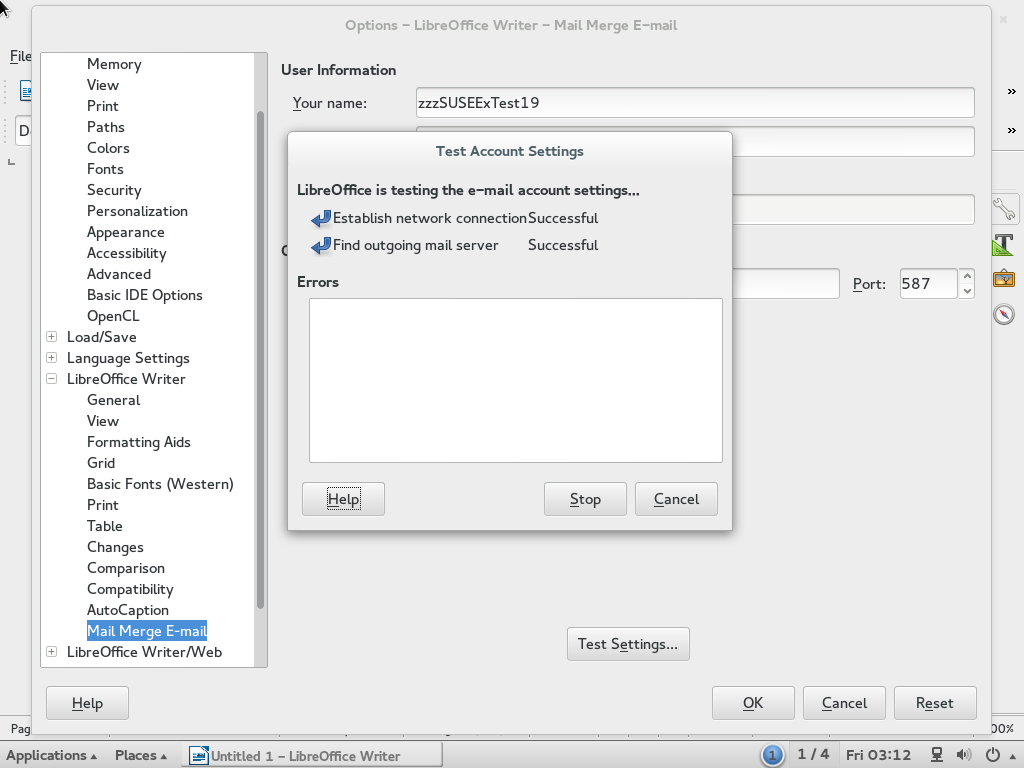 Options – LibreOffice Writer – Mail Merge E-mail
File
Memory
View
Print
Paths
Colors
Fonts
Security
Personalization
Appearance
Accessibility
Advanced
Basic IDE Options
OpenCL
Load/Save
Language Settings
LibreOffice Writer
General
View
Formatting Aids
Grid
Basic Fonts (Western)
Print
Table
Changes
Comparison
Compatibility
AutoCaption
Mail Merge E-mail
LibreOffice Writer/Web
User Information
Your name: zzzSUSEExTest19
Test Account Settings
LibreOffice is testing the e-mail account settings...
Establish network connection Successful
Find outgoing mail server Successful
Errors
Help Stop Cancel
Port: 587
Test Settings...
Help OK Cancel Reset
Pag 00%
Applications Places Untitled 1 – LibreOffice Writer 1 1 / 4 Fri 03:12